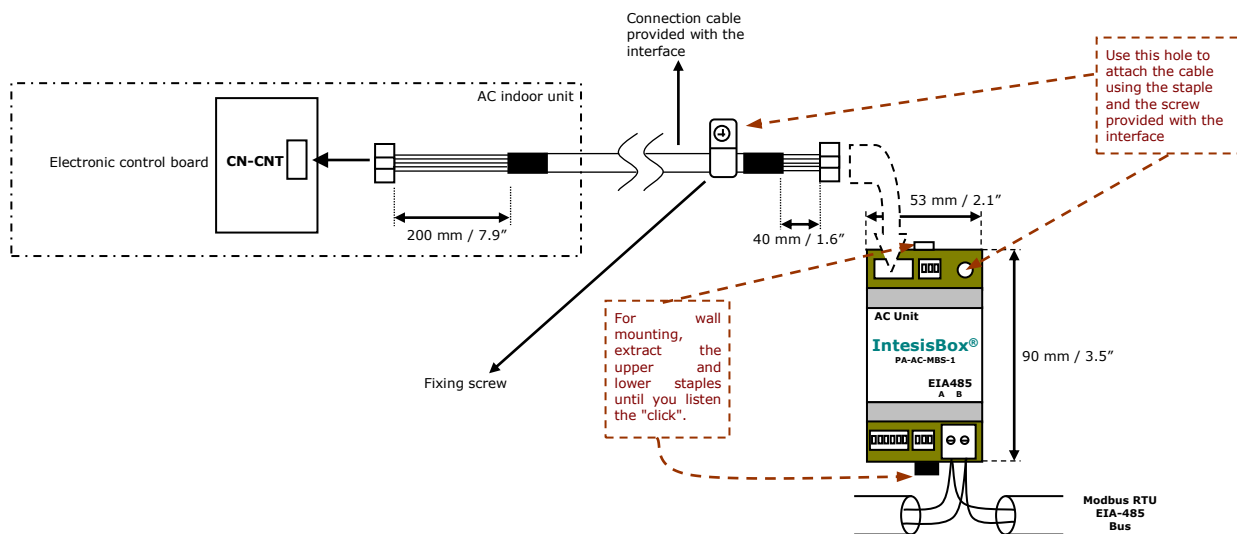 Connection cable
provided with the
interface
Use this hole to
attach the cable
using the staple
and the screw
provided with the
interface
AC indoor unit
Electronic control board
CN-CNT
200 mm / 7.9”
40 mm / 1.6”
53 mm / 2.1”
For wall
mounting,
extract the
upper and
lower staples
until you listen
the "click".
Fixing screw
AC Unit
IntesisBox®
PA-AC-MBS-1
EIA485
A B
90 mm / 3.5”
Modbus RTU
EIA-485
Bus